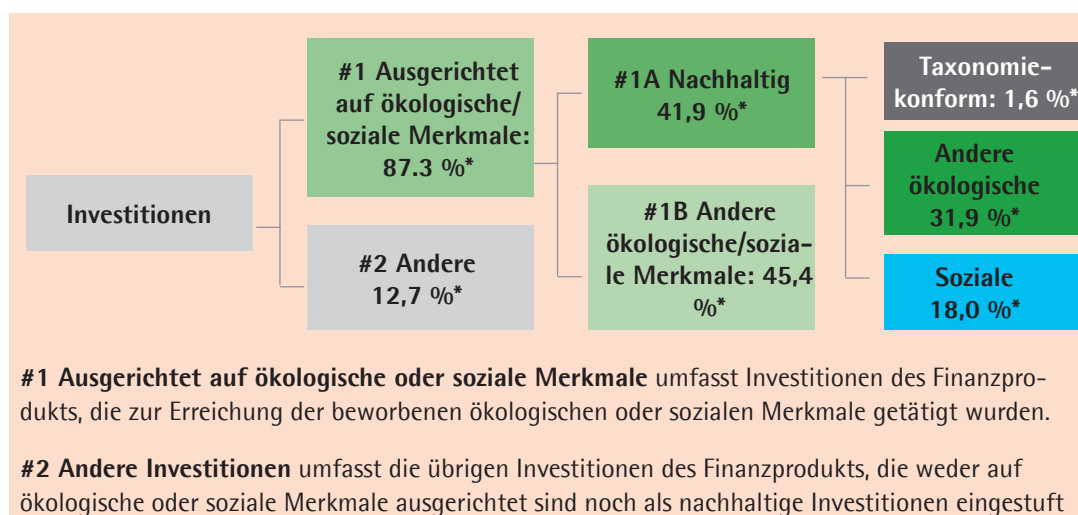 Investitionen
#1 Ausgerichtet
auf ökologische/
soziale Merkmale:
87.3 %*
#2 Andere
12,7 %*
#1A Nachhaltig
41,9 %*
#1B Andere
ökologische/sozia-
le Merkmale: 45,4
%*
Taxonomie-
konform: 1,6 %*
Andere
ökologische
31,9 %*
Soziale
18,0 %*
#1 Ausgerichtet auf ökologische oder soziale Merkmale umfasst Investitionen des Finanzpro-
dukts, die zur Erreichung der beworbenen ökologischen oder sozialen Merkmale getätigt wurden.
#2 Andere Investitionen umfasst die übrigen Investitionen des Finanzprodukts, die weder auf
ökologische oder soziale Merkmale ausgerichtet sind noch als nachhaltige Investitionen eingestuft